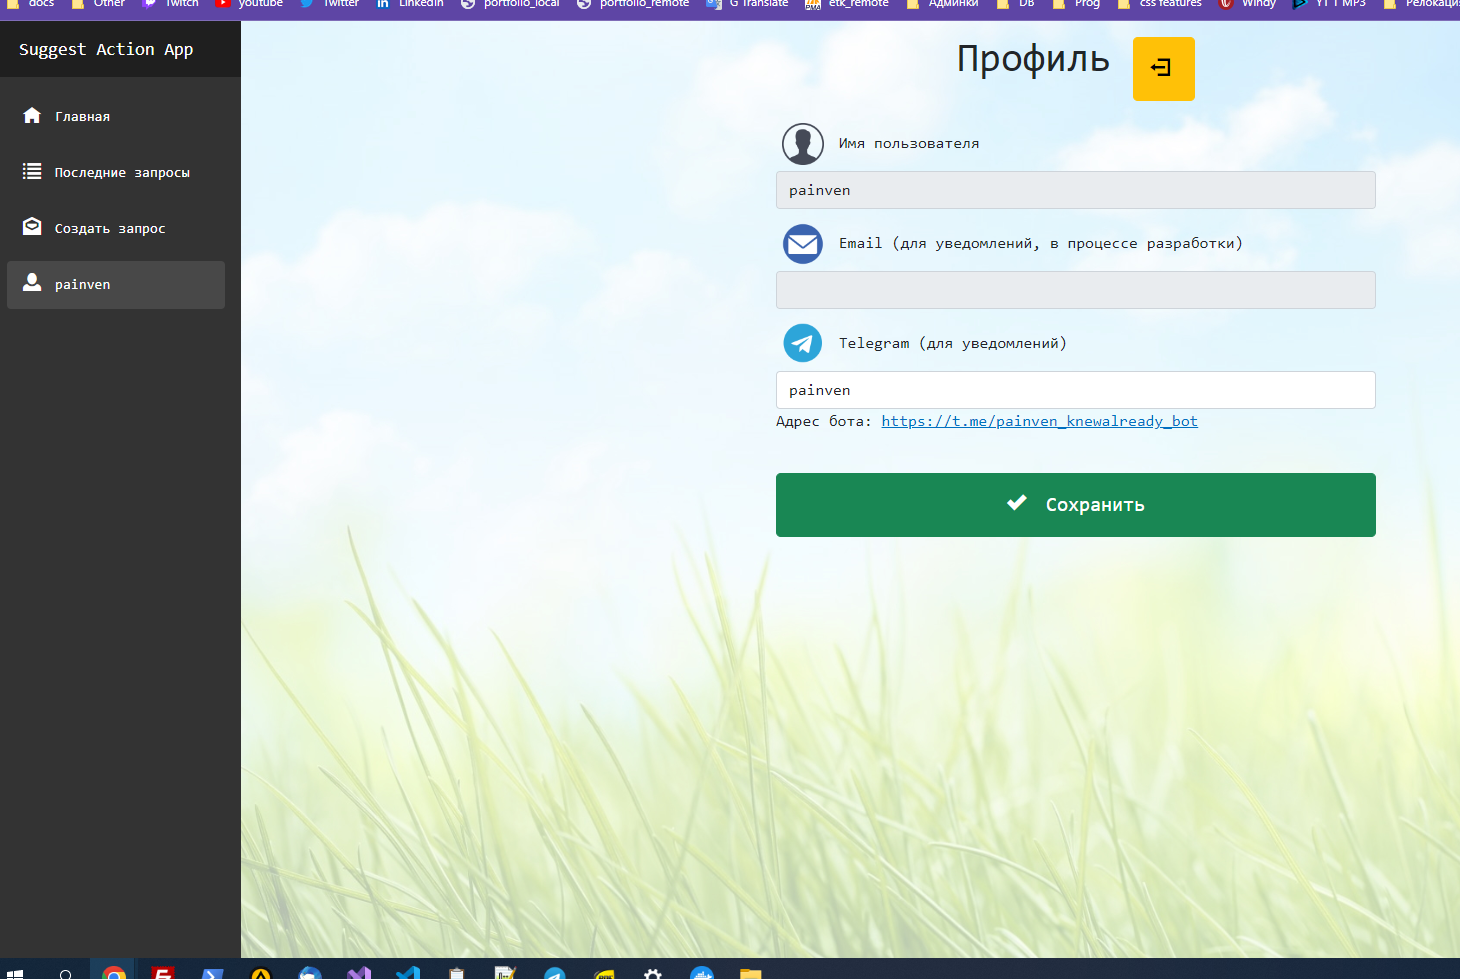 docs Other Twitch youtube Twitter LinkedIn portfolio_local portfolio_remote G Translate etk_remote Админки DB Prog css features Windy YT 1 MP3 Релокаци
Suggest Action App
Главная
Последние запросы
Создать запрос
painven
Профиль
Имя пользователя
painven
Email (для уведомлений, в процессе разработки)
Telegram (для уведомлений)
painven
Адрес бота: https://t.me/painven_knewalready_bot
Сохранить